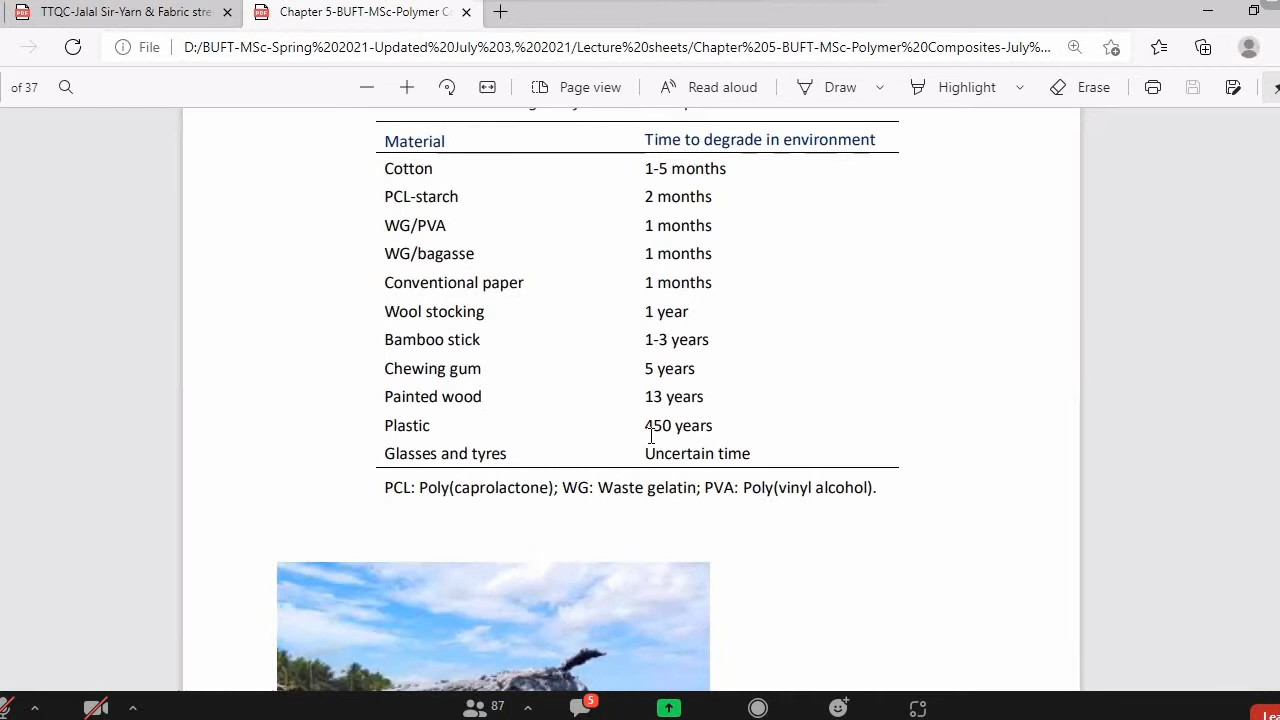 TTQC-Jalal Sir-Yarn & Fabric stre
Chapter 5-BUFT-MSc-Polymer C
File
D:/BUFT-MSc-Spring%202021-Updated%20July%203,%202021/Lecture%20sheets/Chapter%205-BUFT-MSc-Polymer%20Composites-July%...
of 37
Page view
Read aloud
Draw
Highlight
Erase
Material Time to degrade in environment
Cotton 1-5 months
PCL-starch 2 months
WG/PVA 1 months
WG/bagasse 1 months
Conventional paper 1 months
Wool stocking 1 year
Bamboo stick 1-3 years
Chewing gum 5 years
Painted wood 13 years
Plastic 450 years
Glasses and tyres Uncertain time
PCL: Poly(caprolactone); WG: Waste gelatin; PVA: Poly(vinyl alcohol).
87
5